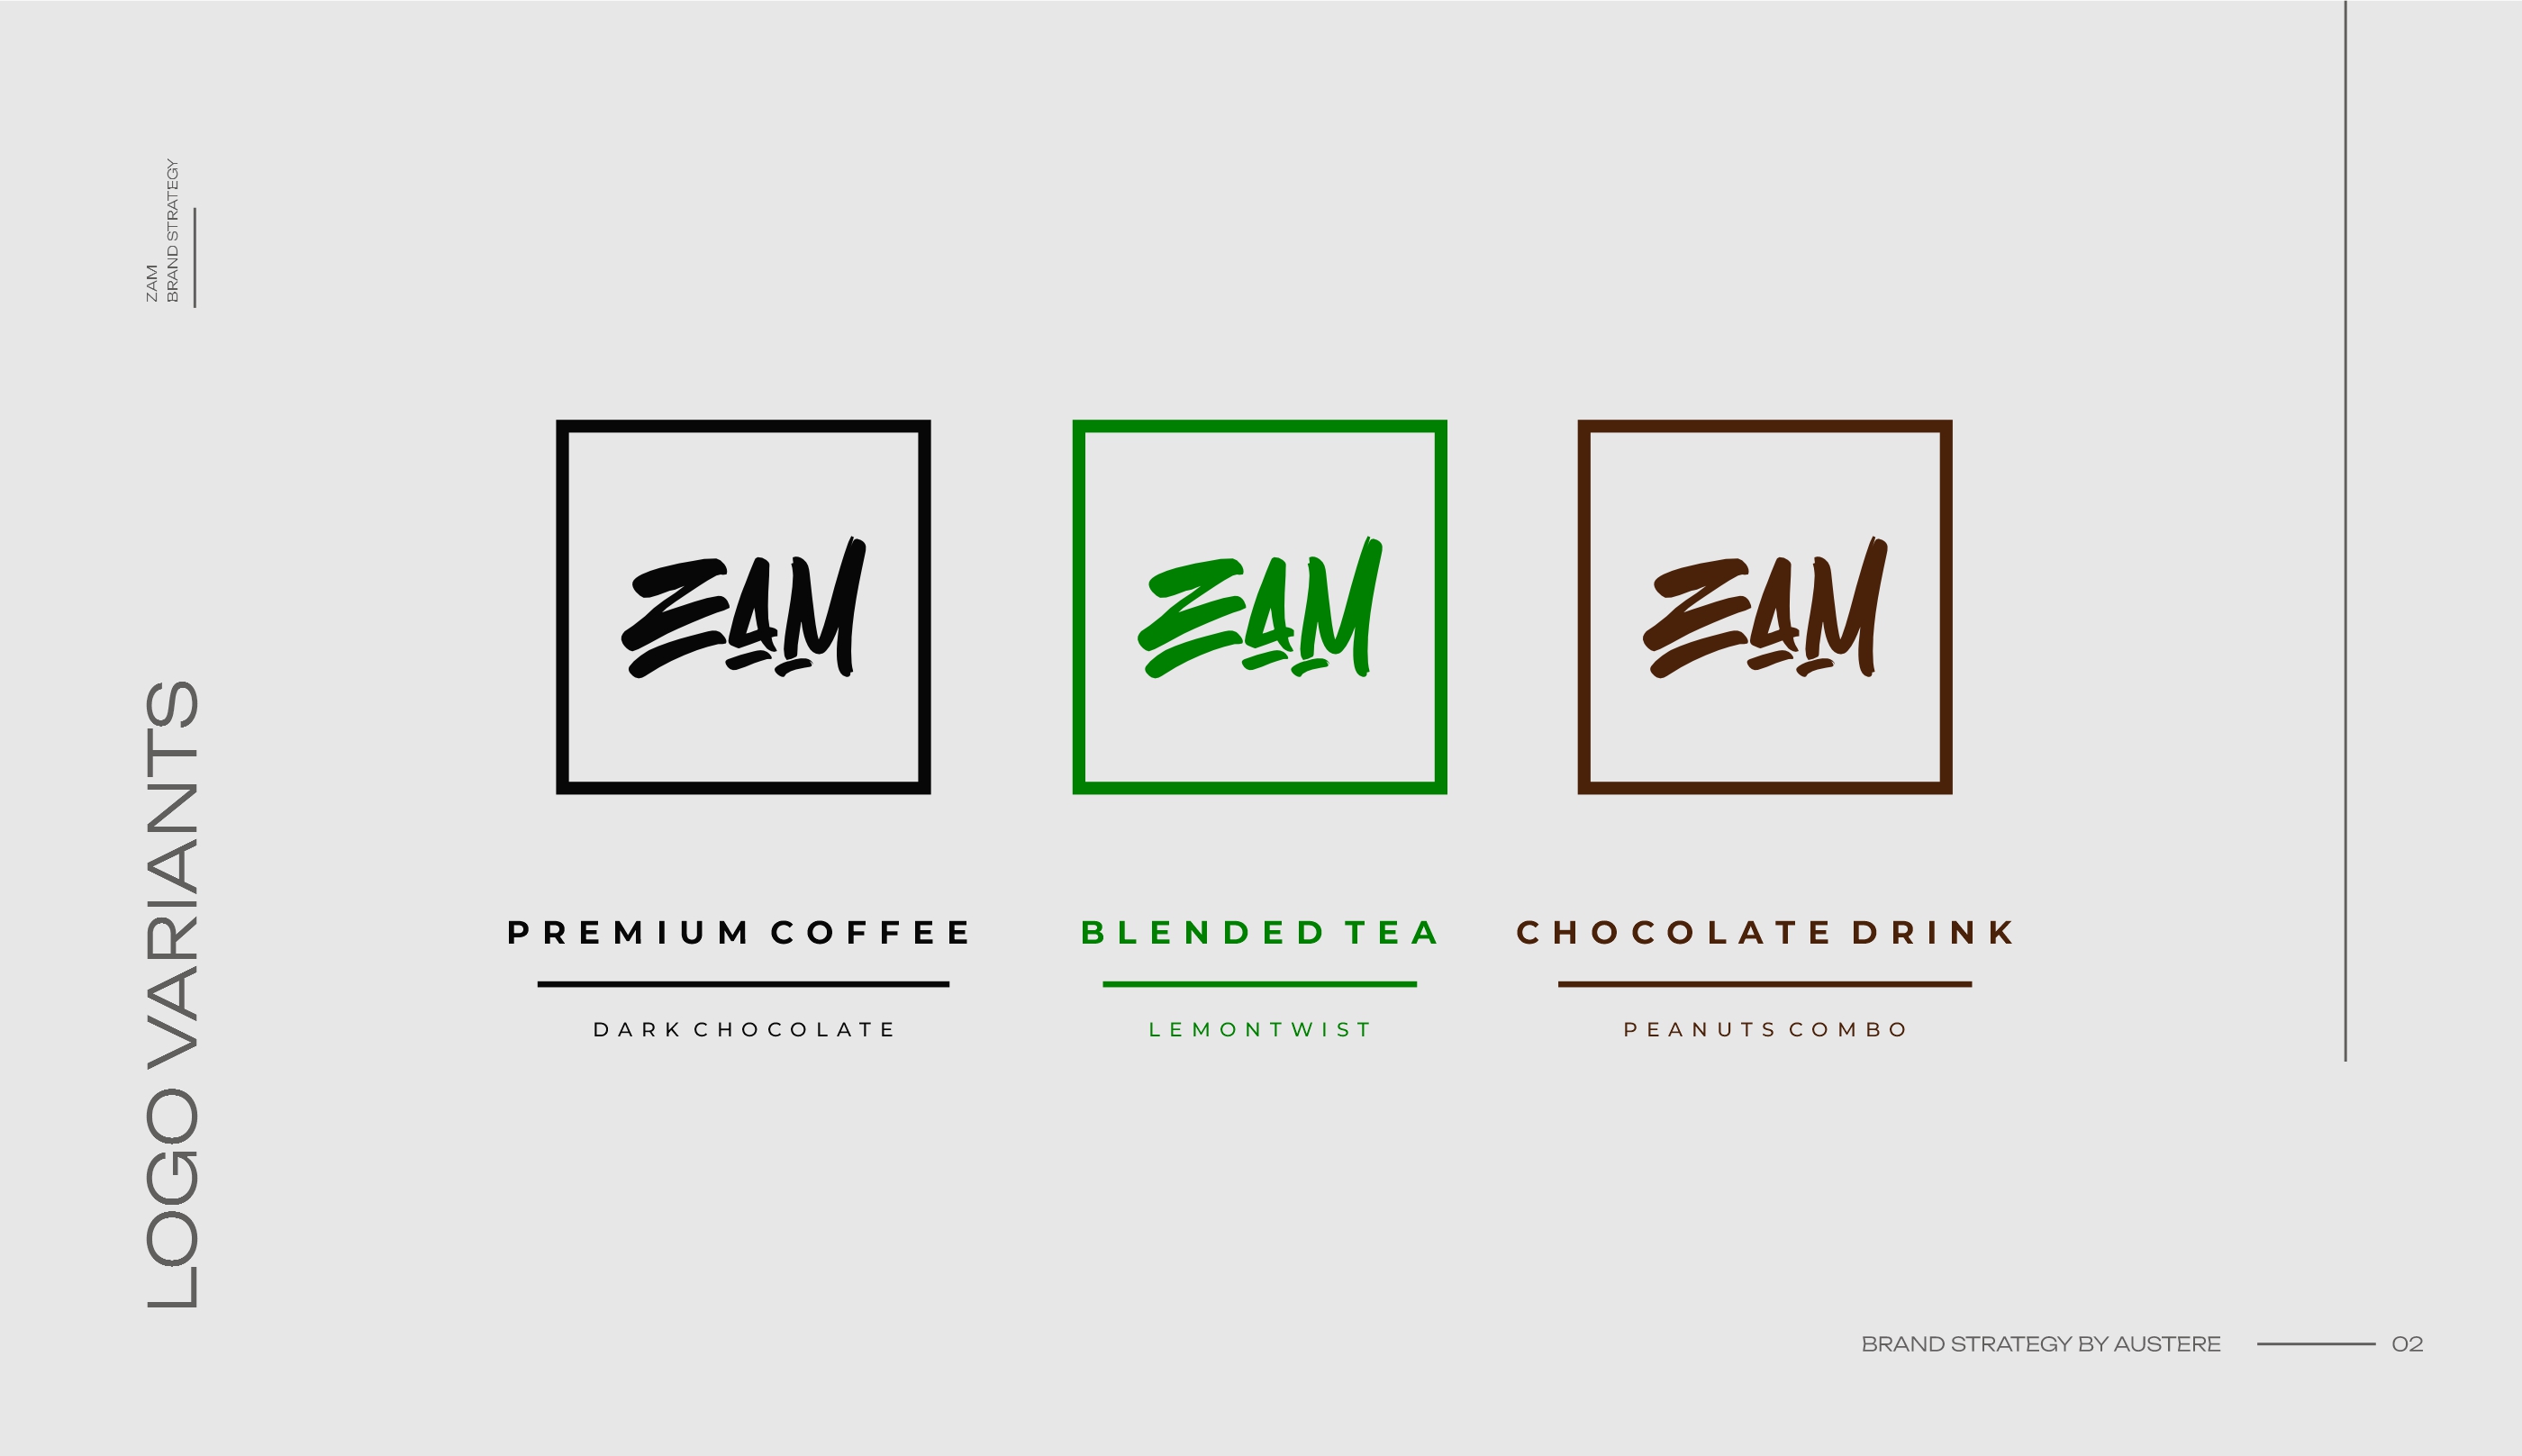 ZAM
BRAND STRATEGY
LOGO VARIANTS
ZAM
PREMIUM COFFEE
DARK CHOCOLATE
ZAM
BLENDED TEA
LEMONTWIST
ZAM
CHOCOLATE DRINK
PEANUTS COMBO
BRAND STRATEGY BY AUSTERE
02